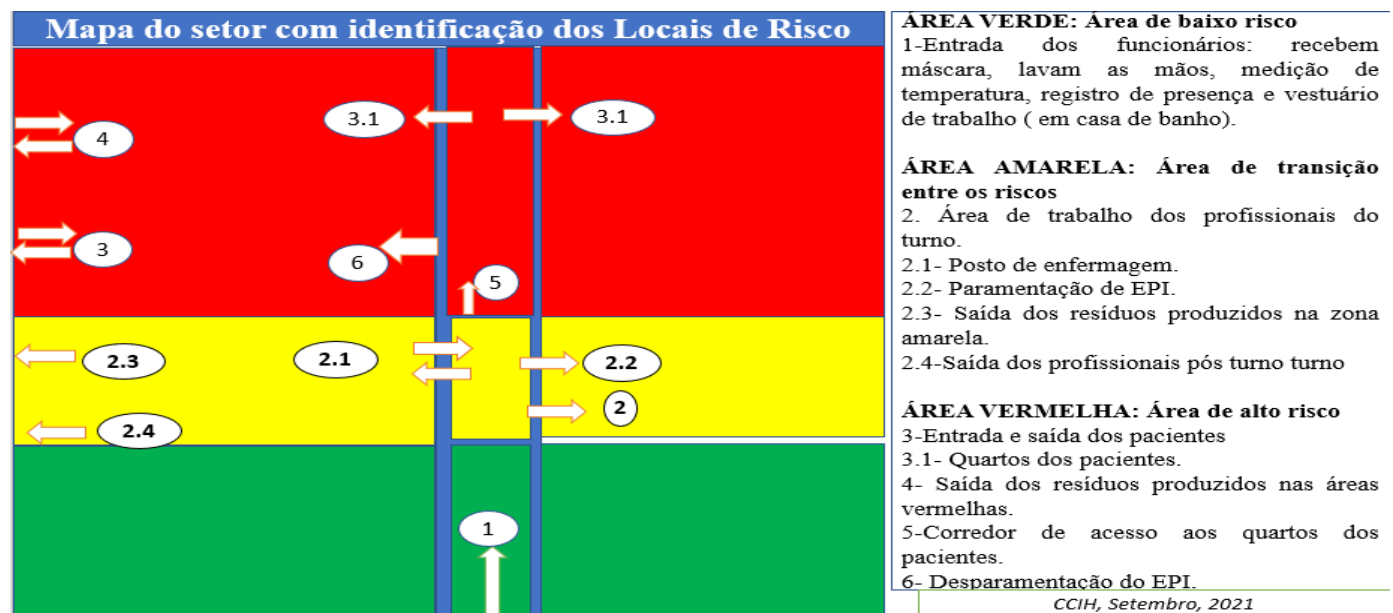 Mapa do setor com identificação dos Locais de Risco
3.1
3.1
4
3
6
5
2.3
2.1
2.2
2
2.4
1
ÁREA VERDE: Área de baixo risco
1-Entrada dos funcionários: recebem
máscara, lavam as mãos, medição de
temperatura, registro de presença e vestuário
de trabalho ( em casa de banho).
ÁREA AMARELA: Área de transição
entre os riscos
2. Área de trabalho dos profissionais do
turno.
2.1- Posto de enfermagem.
2.2- Paramentação de EPI.
2.3- Saída dos resíduos produzidos na zona
amarela.
2.4-Saída dos profissionais pós turno turno
ÁREA VERMELHA: Área de alto risco
3-Entrada e saída dos pacientes
3.1- Quartos dos pacientes.
4- Saída dos resíduos produzidos nas áreas
vermelhas.
5-Corredor de acesso aos quartos dos
pacientes.
6- Desparamentação do EPI.
CCIH, Setembro, 2021